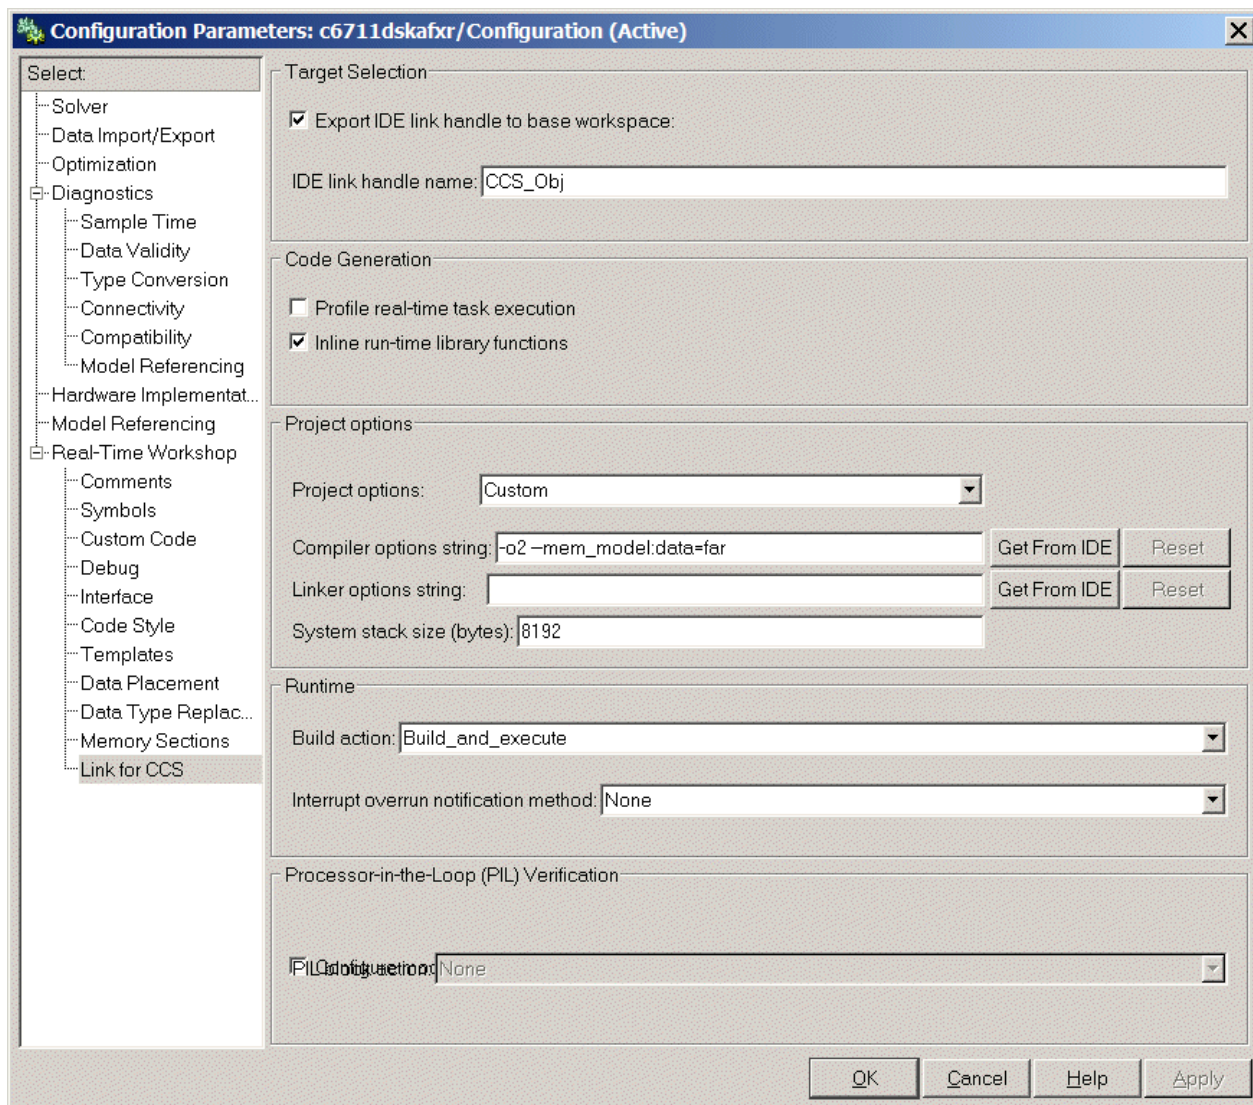 Configuration Parameters: c6711dskafxr/Configuration (Active)
Select:
Solver
Data Import/Export
Optimization
Diagnostics
Sample Time
Data Validity
Type Conversion
Connectivity
Compatibility
Model Referencing
Hardware Implementat...
Model Referencing
Real-Time Workshop
Comments
Symbols
Custom Code
Debug
Interface
Code Style
Templates
Data Placement
Data Type Replac...
Memory Sections
Link for CCS
Target Selection
Export IDE link handle to base workspace:
IDE link handle name: CCS_Obj
Code Generation
Profile real-time task execution
Inline run-time library functions
Project options
Project options: Custom
Compiler options string: -o2 –mem_model:data=far Get From IDE Reset
Linker options string: Get From IDE Reset
System stack size (bytes): 8192
Runtime
Build action: Build_and_execute
Interrupt overrun notification method: None
Processor-in-the-Loop (PIL) Verification
PIL block action: None
OK Cancel Help Apply